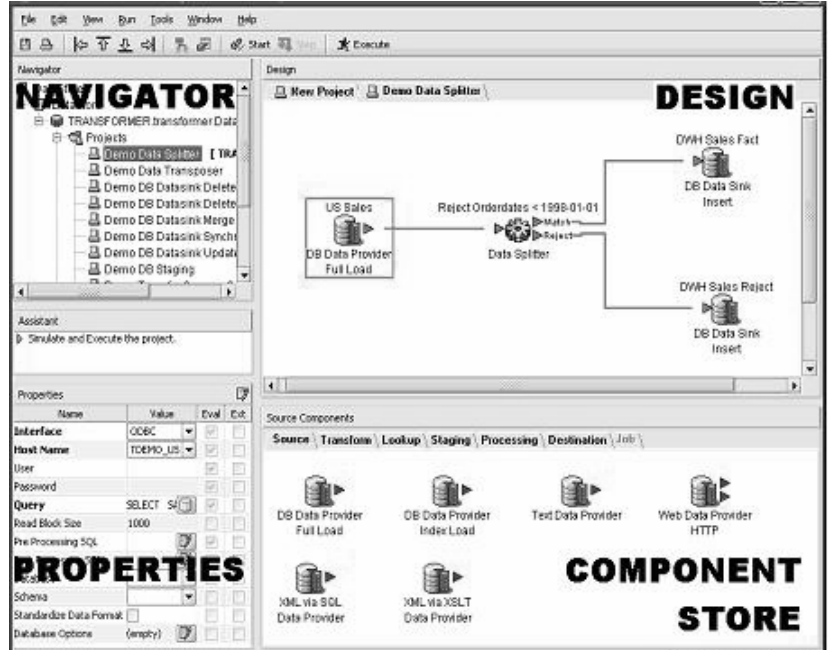 File Edit View Run Tools Window Help
Start Step Execute
Navigator
NAVIGATOR
TRANSFORMER.transformer Data
Projects
Demo Data Splitter [ TRA
Demo Data Transposer
Demo DB Datasink Delete
Demo DB Datasink Delete
Demo DB Datasink Merge
Demo DB Datasink Synchr
Demo DB Datasink Update
Demo DB Staging
Assistant
Simulate and Execute the project.
Properties
Name Value Eval Ext
Interface ODBC
Host Name TDEMO_US
User
Password
Query SELECT SA
Read Block Size 1000
Pre Processing SQL
PROPERTIES
Database
Schema
Standardize Data Format
Database Options (empty)
Design
New Project Demo Data Splitter
DESIGN
US Sales
DB Data Provider
Full Load
Reject Orderdates < 1998-01-01
Match
Reject
Data Splitter
DWH Sales Fact
DB Data Sink
Insert
DWH Sales Reject
DB Data Sink
Insert
Source Components
Source Transform Lookup Staging Processing Destination Job
DB Data Provider
Full Load
DB Data Provider
Index Load
Text Data Provider
Web Data Provider
HTTP
XML via SQL
Data Provider
XML via XSLT
Data Provider
COMPONENT
STORE